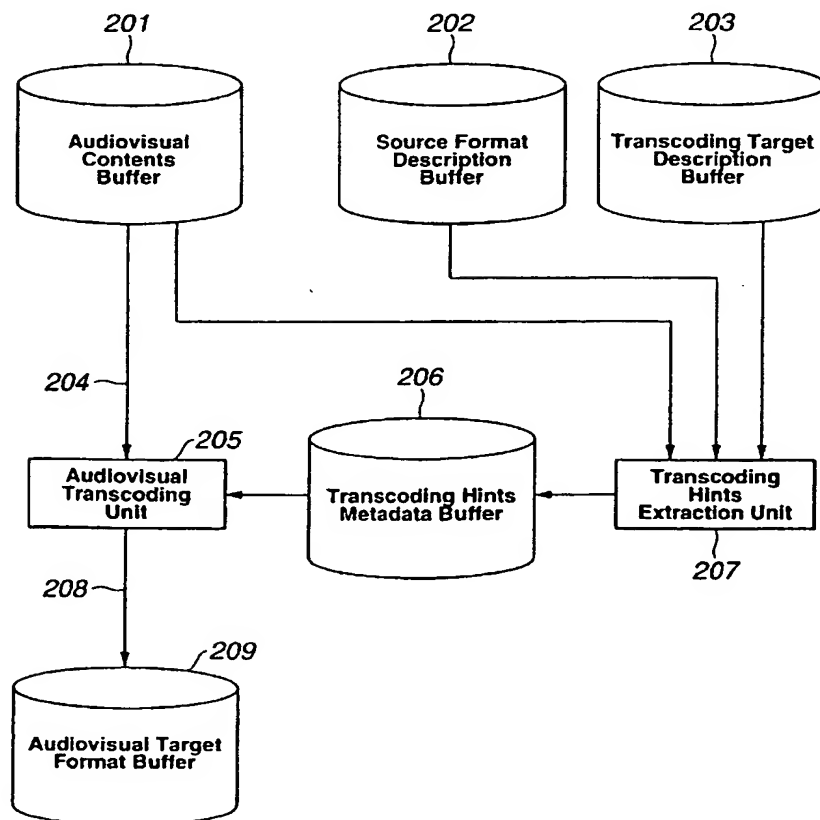 201
202
203
Audiovisual
Contents
Buffer
Source Format
Description
Buffer
Transcoding Target
Description
Buffer
204
206
205
Audiovisual
Transcoding
Unit
Transcoding Hints
Metadata Buffer
Transcoding
Hints
Extraction Unit
207
208
209
Audiovisual Target
Format Buffer